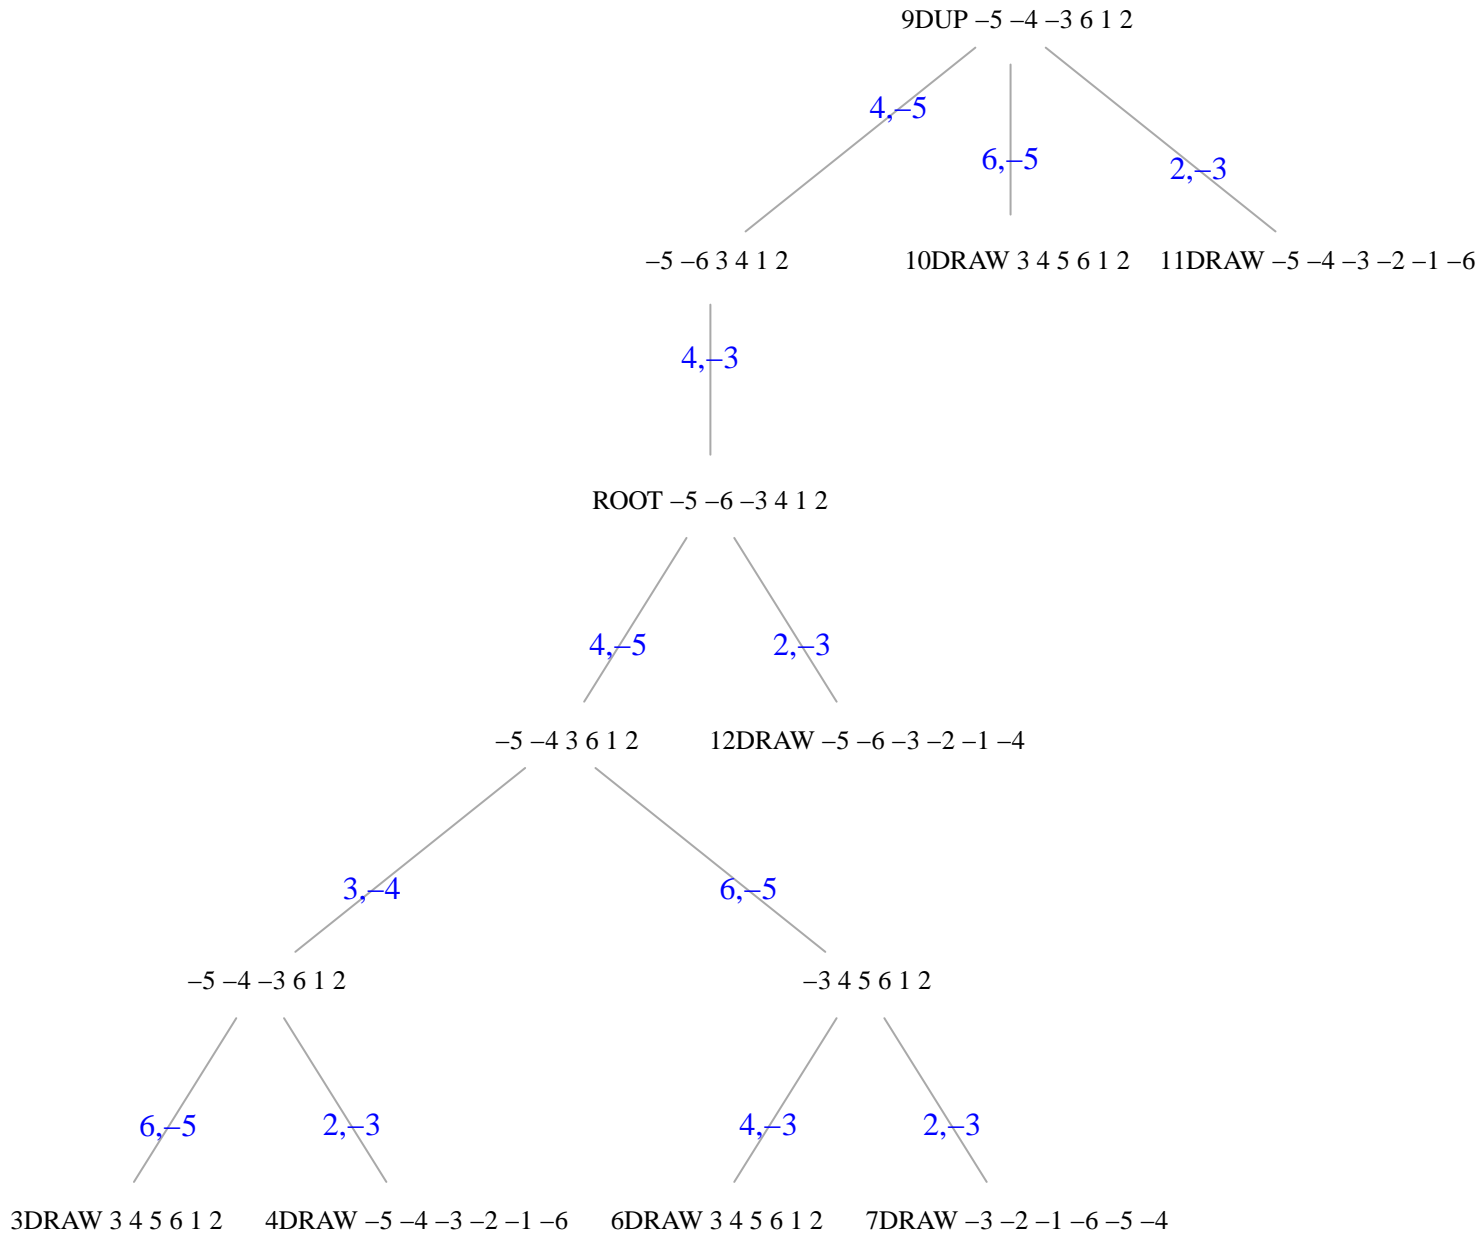 9DUP –5 –4 –3 6 1 2
4,–5
6,–5
2,–3
–5 –6 3 4 1 2
10DRAW 3 4 5 6 1 2
11DRAW –5 –4 –3 –2 –1 –6
4,–3
ROOT –5 –6 –3 4 1 2
4,–5
2,–3
–5 –4 3 6 1 2
12DRAW –5 –6 –3 –2 –1 –4
3,–4
6,–5
–5 –4 –3 6 1 2
–3 4 5 6 1 2
6,–5
2,–3
4,–3
2,–3
3DRAW 3 4 5 6 1 2
4DRAW –5 –4 –3 –2 –1 –6
6DRAW 3 4 5 6 1 2
7DRAW –3 –2 –1 –6 –5 –4